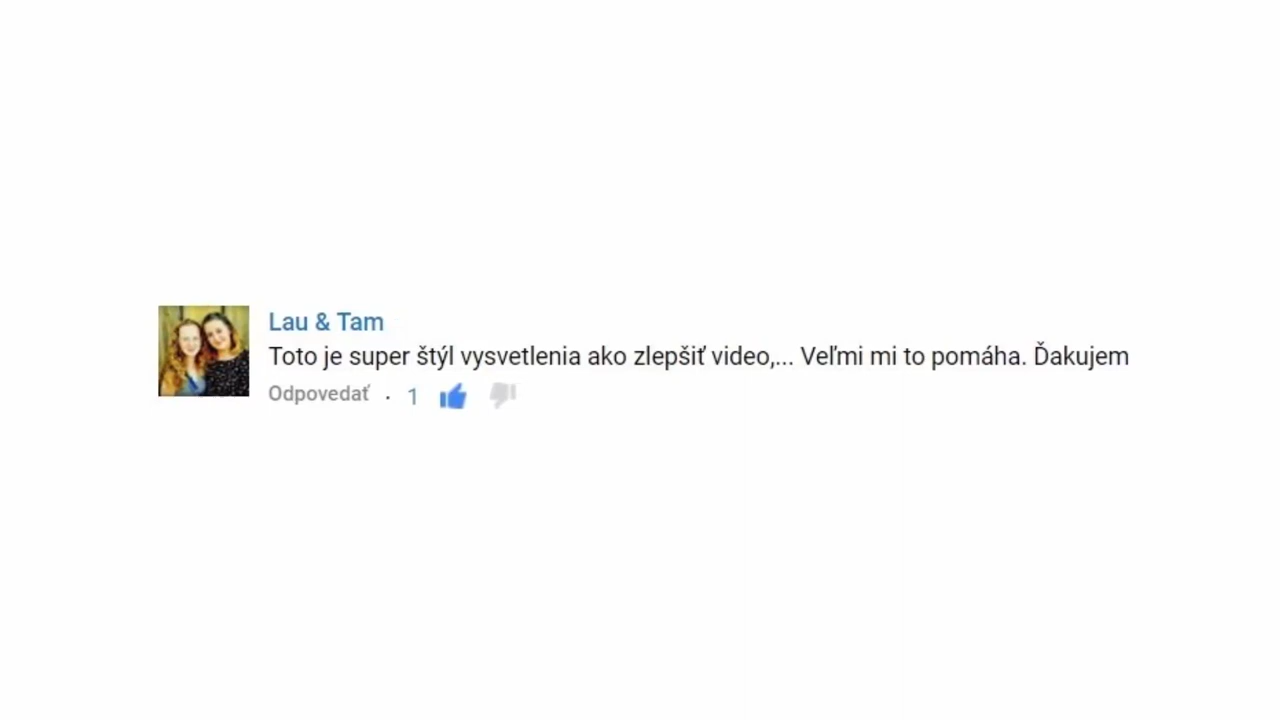 Lau & Tam
Toto je super štýl vysvetlenia ako zlepšiť video,... Veľmi mi to pomáha. Ďakujem
Odpovedať · 1